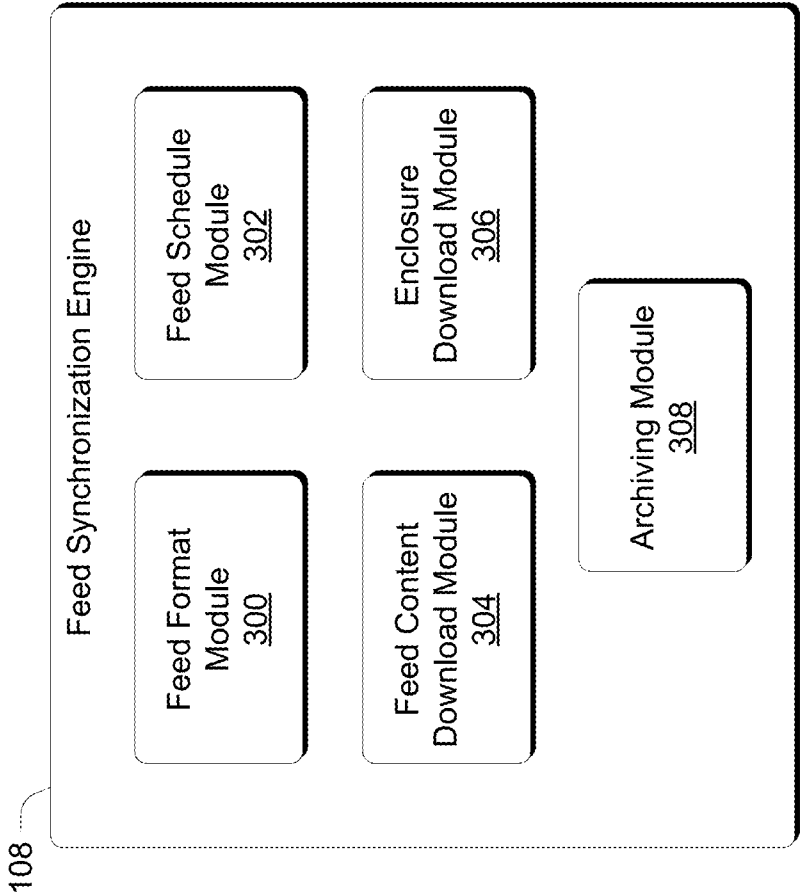 108
Feed Synchronization Engine
Feed Format
Module
300
Feed Schedule
Module
302
Feed Content
Download Module
304
Enclosure
Download Module
306
Archiving Module
308